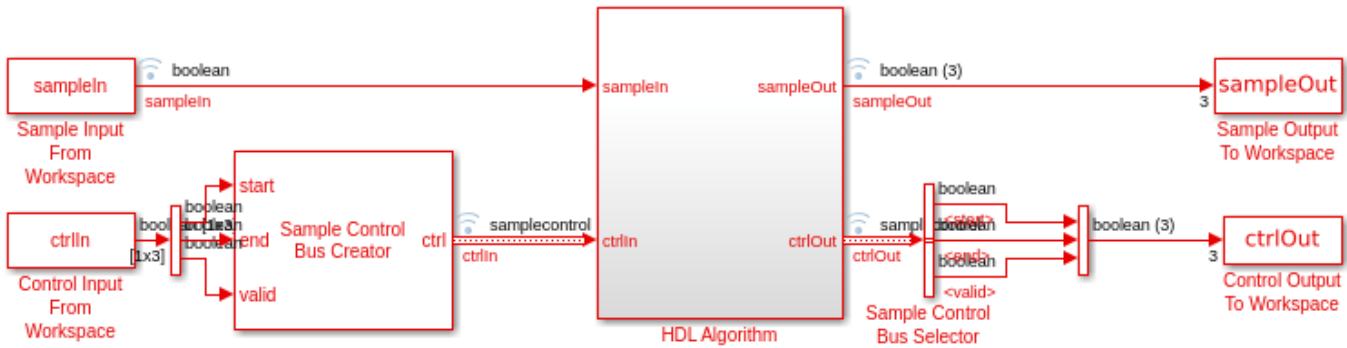 sampleIn
boolean
sampleIn
Sample Input
From
Workspace
ctrlIn
[1x3]
Control Input
From
Workspace
boolean
boolean
start
end
valid
Sample Control
Bus Creator
ctrl
samplecontrol
ctrlIn
sampleIn
sampleOut
ctrlIn
ctrlOut
HDL Algorithm
boolean (3)
sampleOut
ctrlOut
boolean
boolean
<valid>
Sample Control
Bus Selector
boolean (3)
3
sampleOut
Sample Output
To Workspace
3
ctrlOut
Control Output
To Workspace